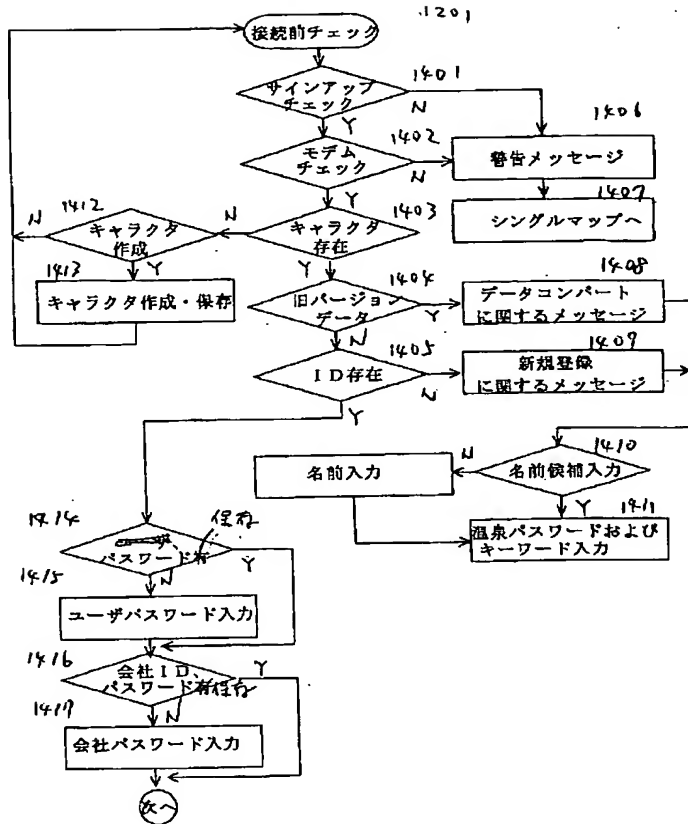 1201
接続前チェック
1401
サインアップ
チェック
N
Y
1402
モデム
チェック
N
Y
1406
警告メッセージ
1407
シングルマップへ
1403
キャラクタ
存在
N
Y
1412
キャラクタ
作成
N
Y
1413
キャラクタ作成・保存
1404
旧バージョン
データ
Y
N
1408
データコンバート
に関するメッセージ
1405
ID存在
N
Y
1409
新規登録
に関するメッセージ
1410
名前候補入力
N
Y
名前入力
1411
温泉パスワードおよび
キーワード入力
1414
保存
パスワード有
Y
N
1415
ユーザパスワード入力
1416
会社ID、
パスワード有保存
Y
N
1417
会社パスワード入力
次へ